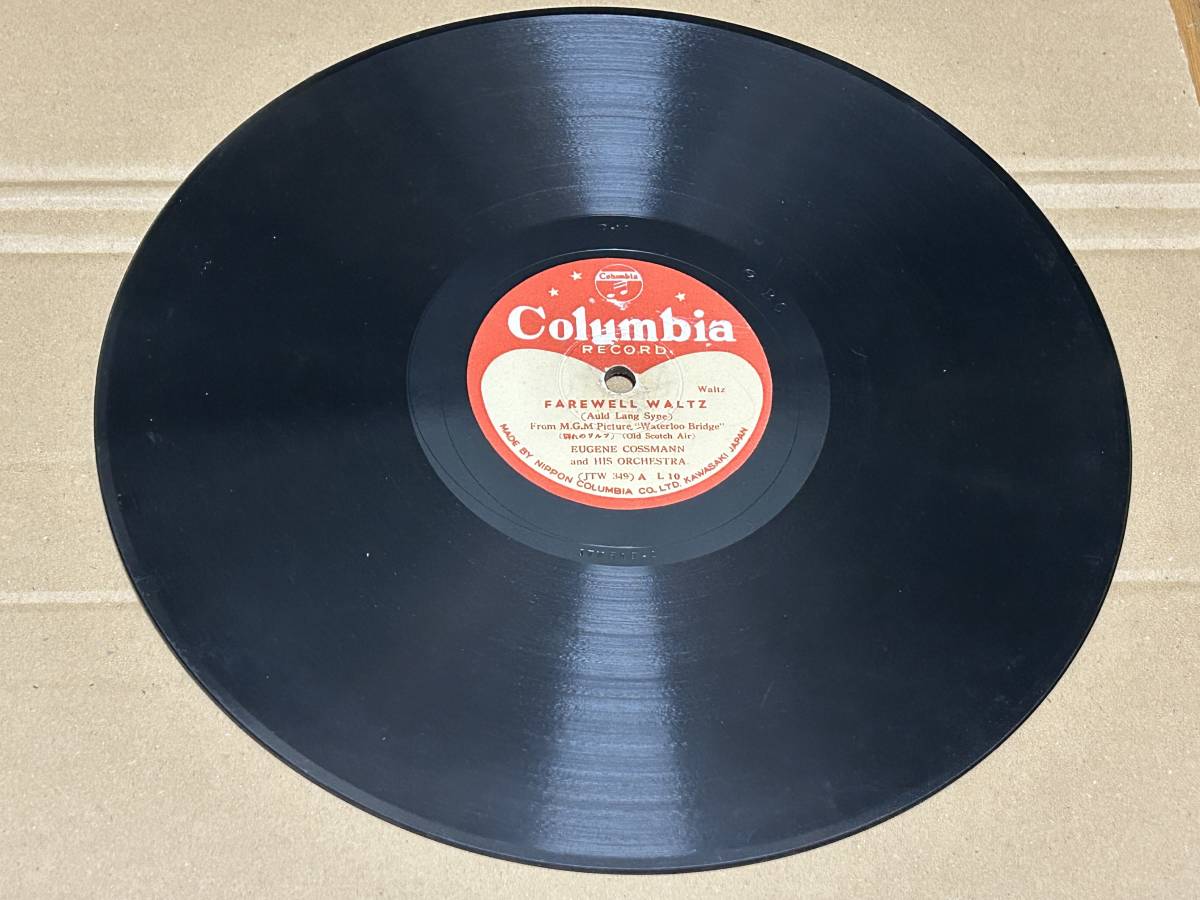 Columbia
Columbia
RECORD
Waltz
FAREWELL WALTZ
(Auld Lang Syne)
From M.G.M Picture "Waterloo Bridge"
(別れのワルツ) (Old Scotch Air)
EUGENE COSSMANN
and HIS ORCHESTRA
(JTW 349) A L 10
MADE BY NIPPON COLUMBIA CO., LTD. KAWASAKI JAPAN